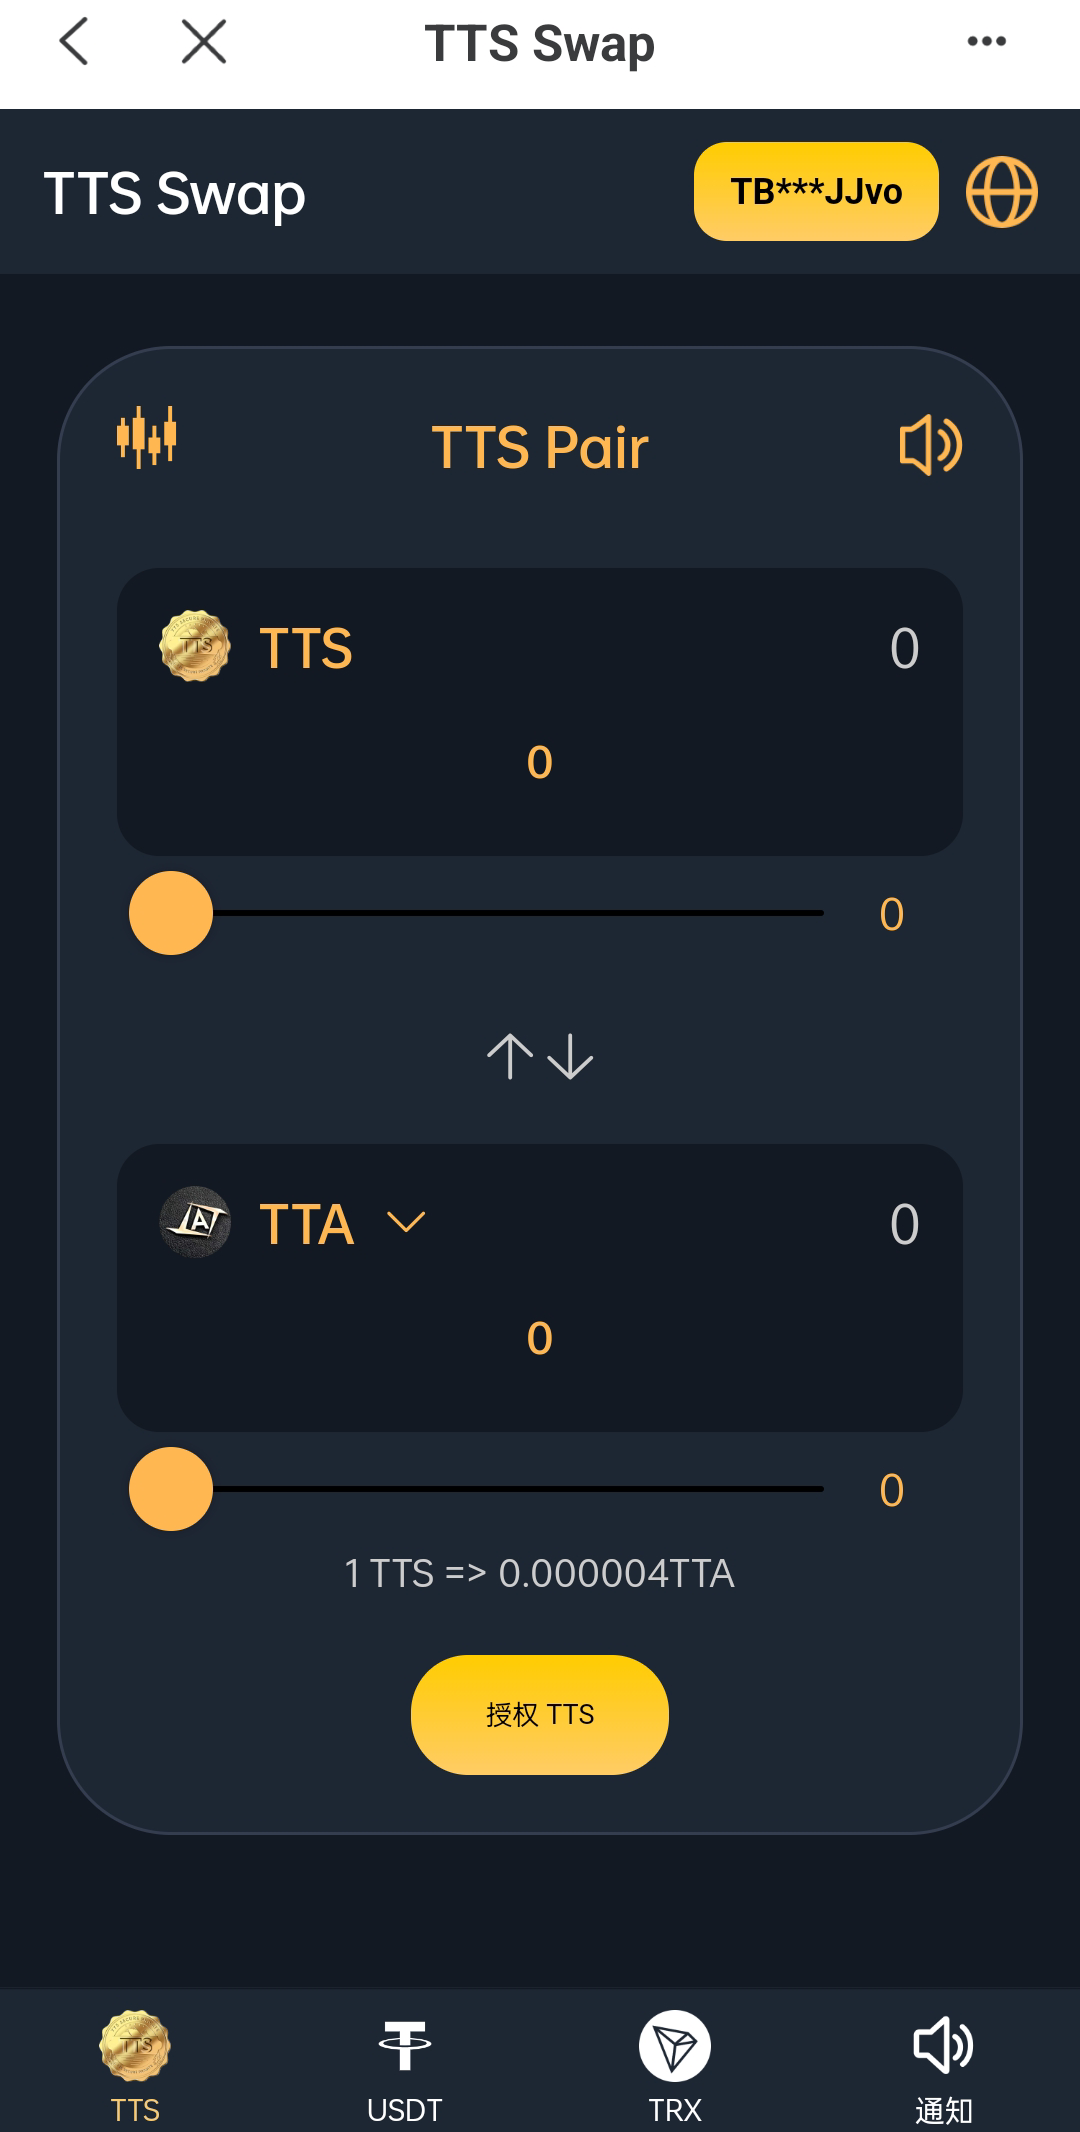 TTS Swap
TTS Swap
TB***JJvo
TTS Pair
TTS
0
0
0
TTA
0
0
0
1 TTS => 0.000004TTA
授权 TTS
TTS
USDT
TRX
通知